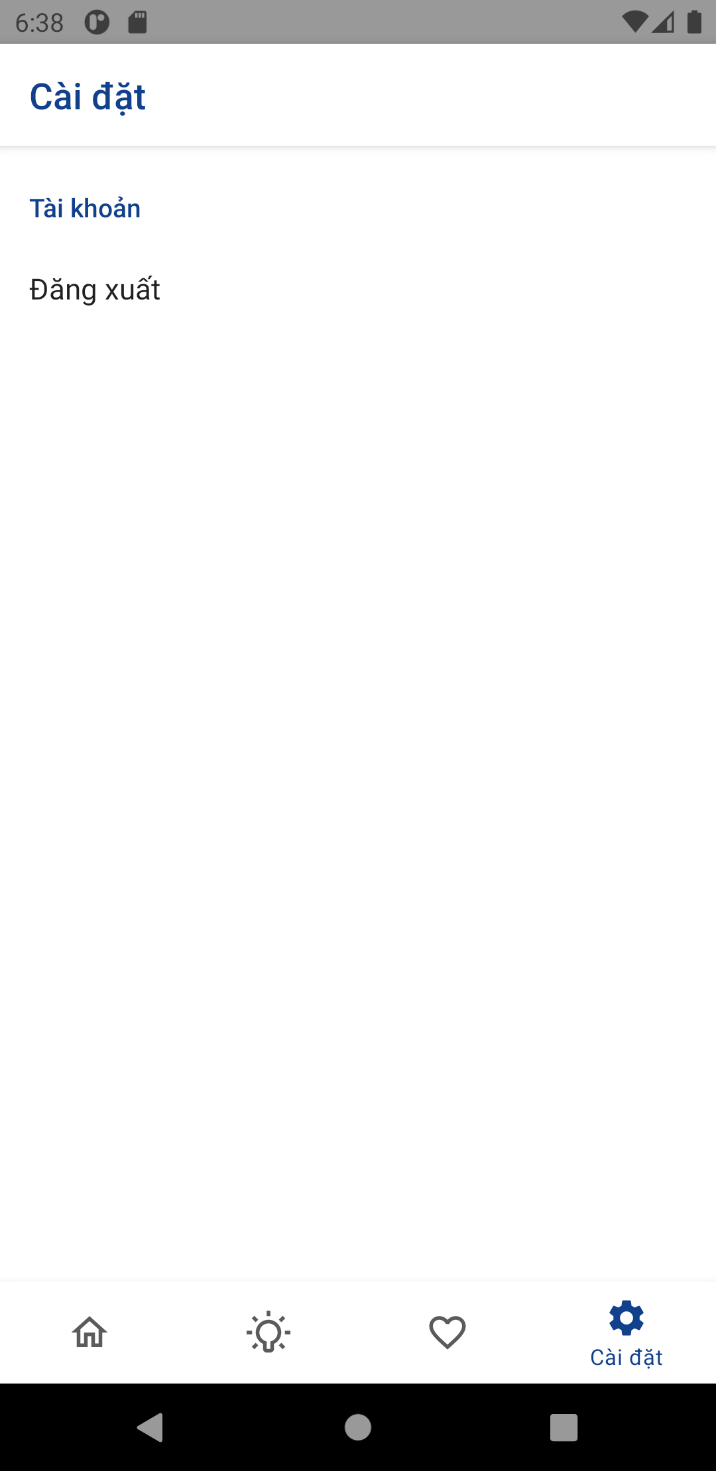 6:38
Cài đặt
Tài khoản
Đăng xuất
Cài đặt